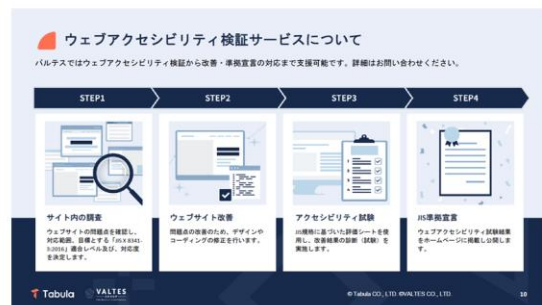 ウェブアクセシビリティ検証サービスについて
バルテスではウェブアクセシビリティ検証から改善・準拠宣言の対応まで支援可能です。詳細はお問い合わせください。
STEP1
STEP2
STEP3
STEP4
サイト内の調査
ウェブサイトの問題点を確認し、
対応範囲、目標とする「JIS X 8341-
3:2016」適合レベル及び、対応度
を決定します。
ウェブサイト改善
問題点の改善のため、デザインや
コーディングの修正を行います。
アクセシビリティ試験
JIS規格に基づいた評価シートを使
用し、改善結果の診断（試験）を
実施します。
JIS準拠宣言
ウェブアクセシビリティ試験結果
をホームページに掲載し公開しま
す。
Tabula
VALTES
© Tabula CO., LTD. ©VALTES CO., LTD.
10